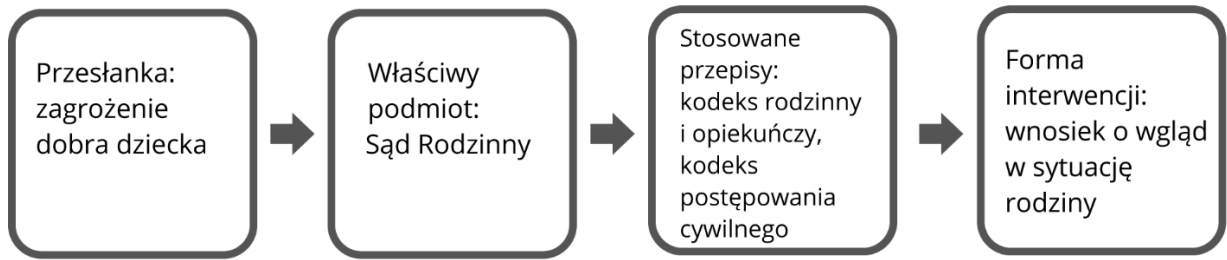 Przesłanka:
zagrożenie
dobra dziecka
Właściwy
podmiot:
Sąd Rodzinny
Stosowane
przepisy:
kodeks rodzinny
i opiekuńczy,
kodeks
postępowania
cywilnego
Forma
interwencji:
wnosiek o wgląd
w sytuację
rodziny